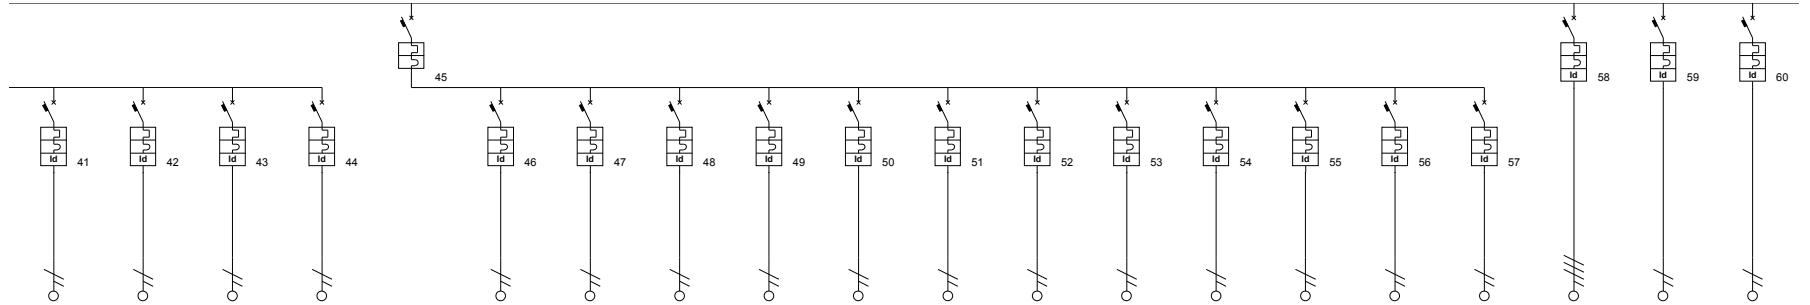 45
Id 58
Id 59
Id 60
Id 41
Id 42
Id 43
Id 44
Id 46
Id 47
Id 48
Id 49
Id 50
Id 51
Id 52
Id 53
Id 54
Id 55
Id 56
Id 57